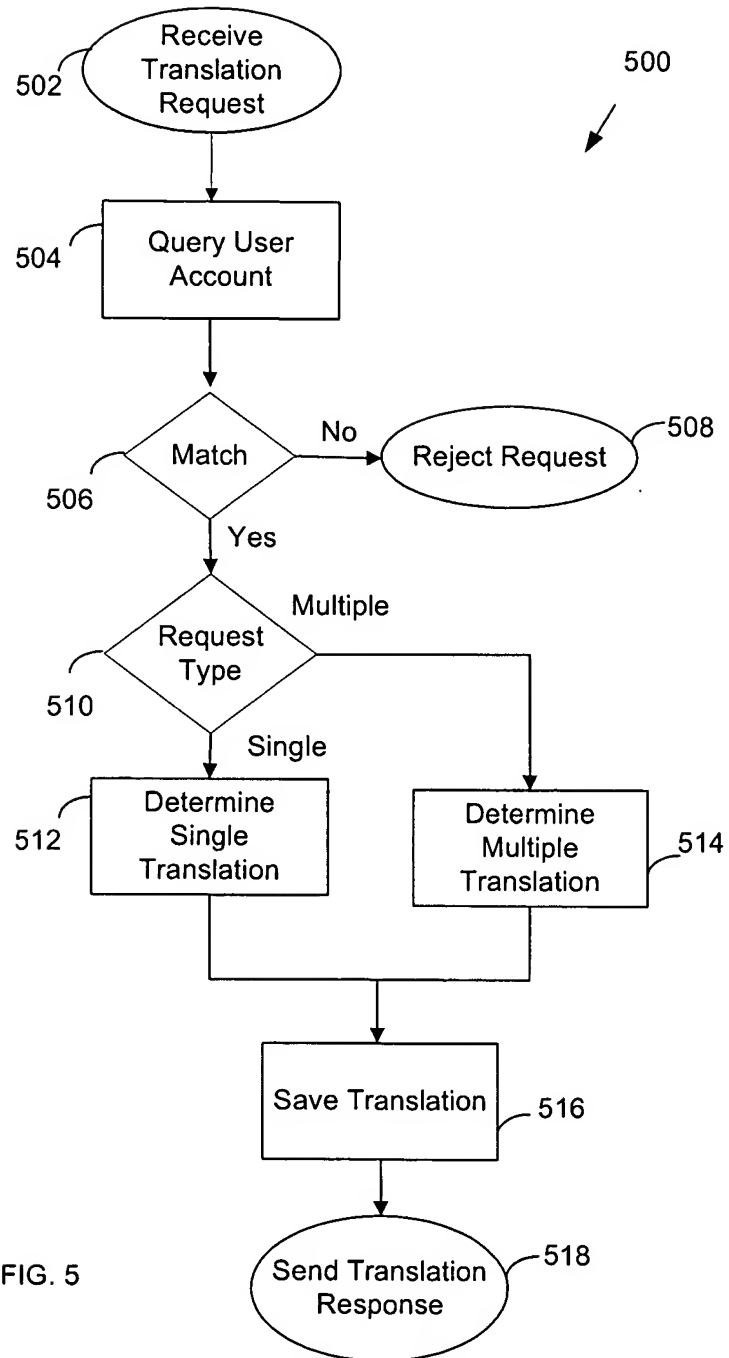 Receive
Translation
Request
502
500
Query User
Account
504
Match
No
Reject Request
508
506
Yes
Multiple
Request
Type
510
Single
Determine
Single
Translation
512
Determine
Multiple
Translation
514
Save Translation
516
Send Translation
Response
518
FIG. 5